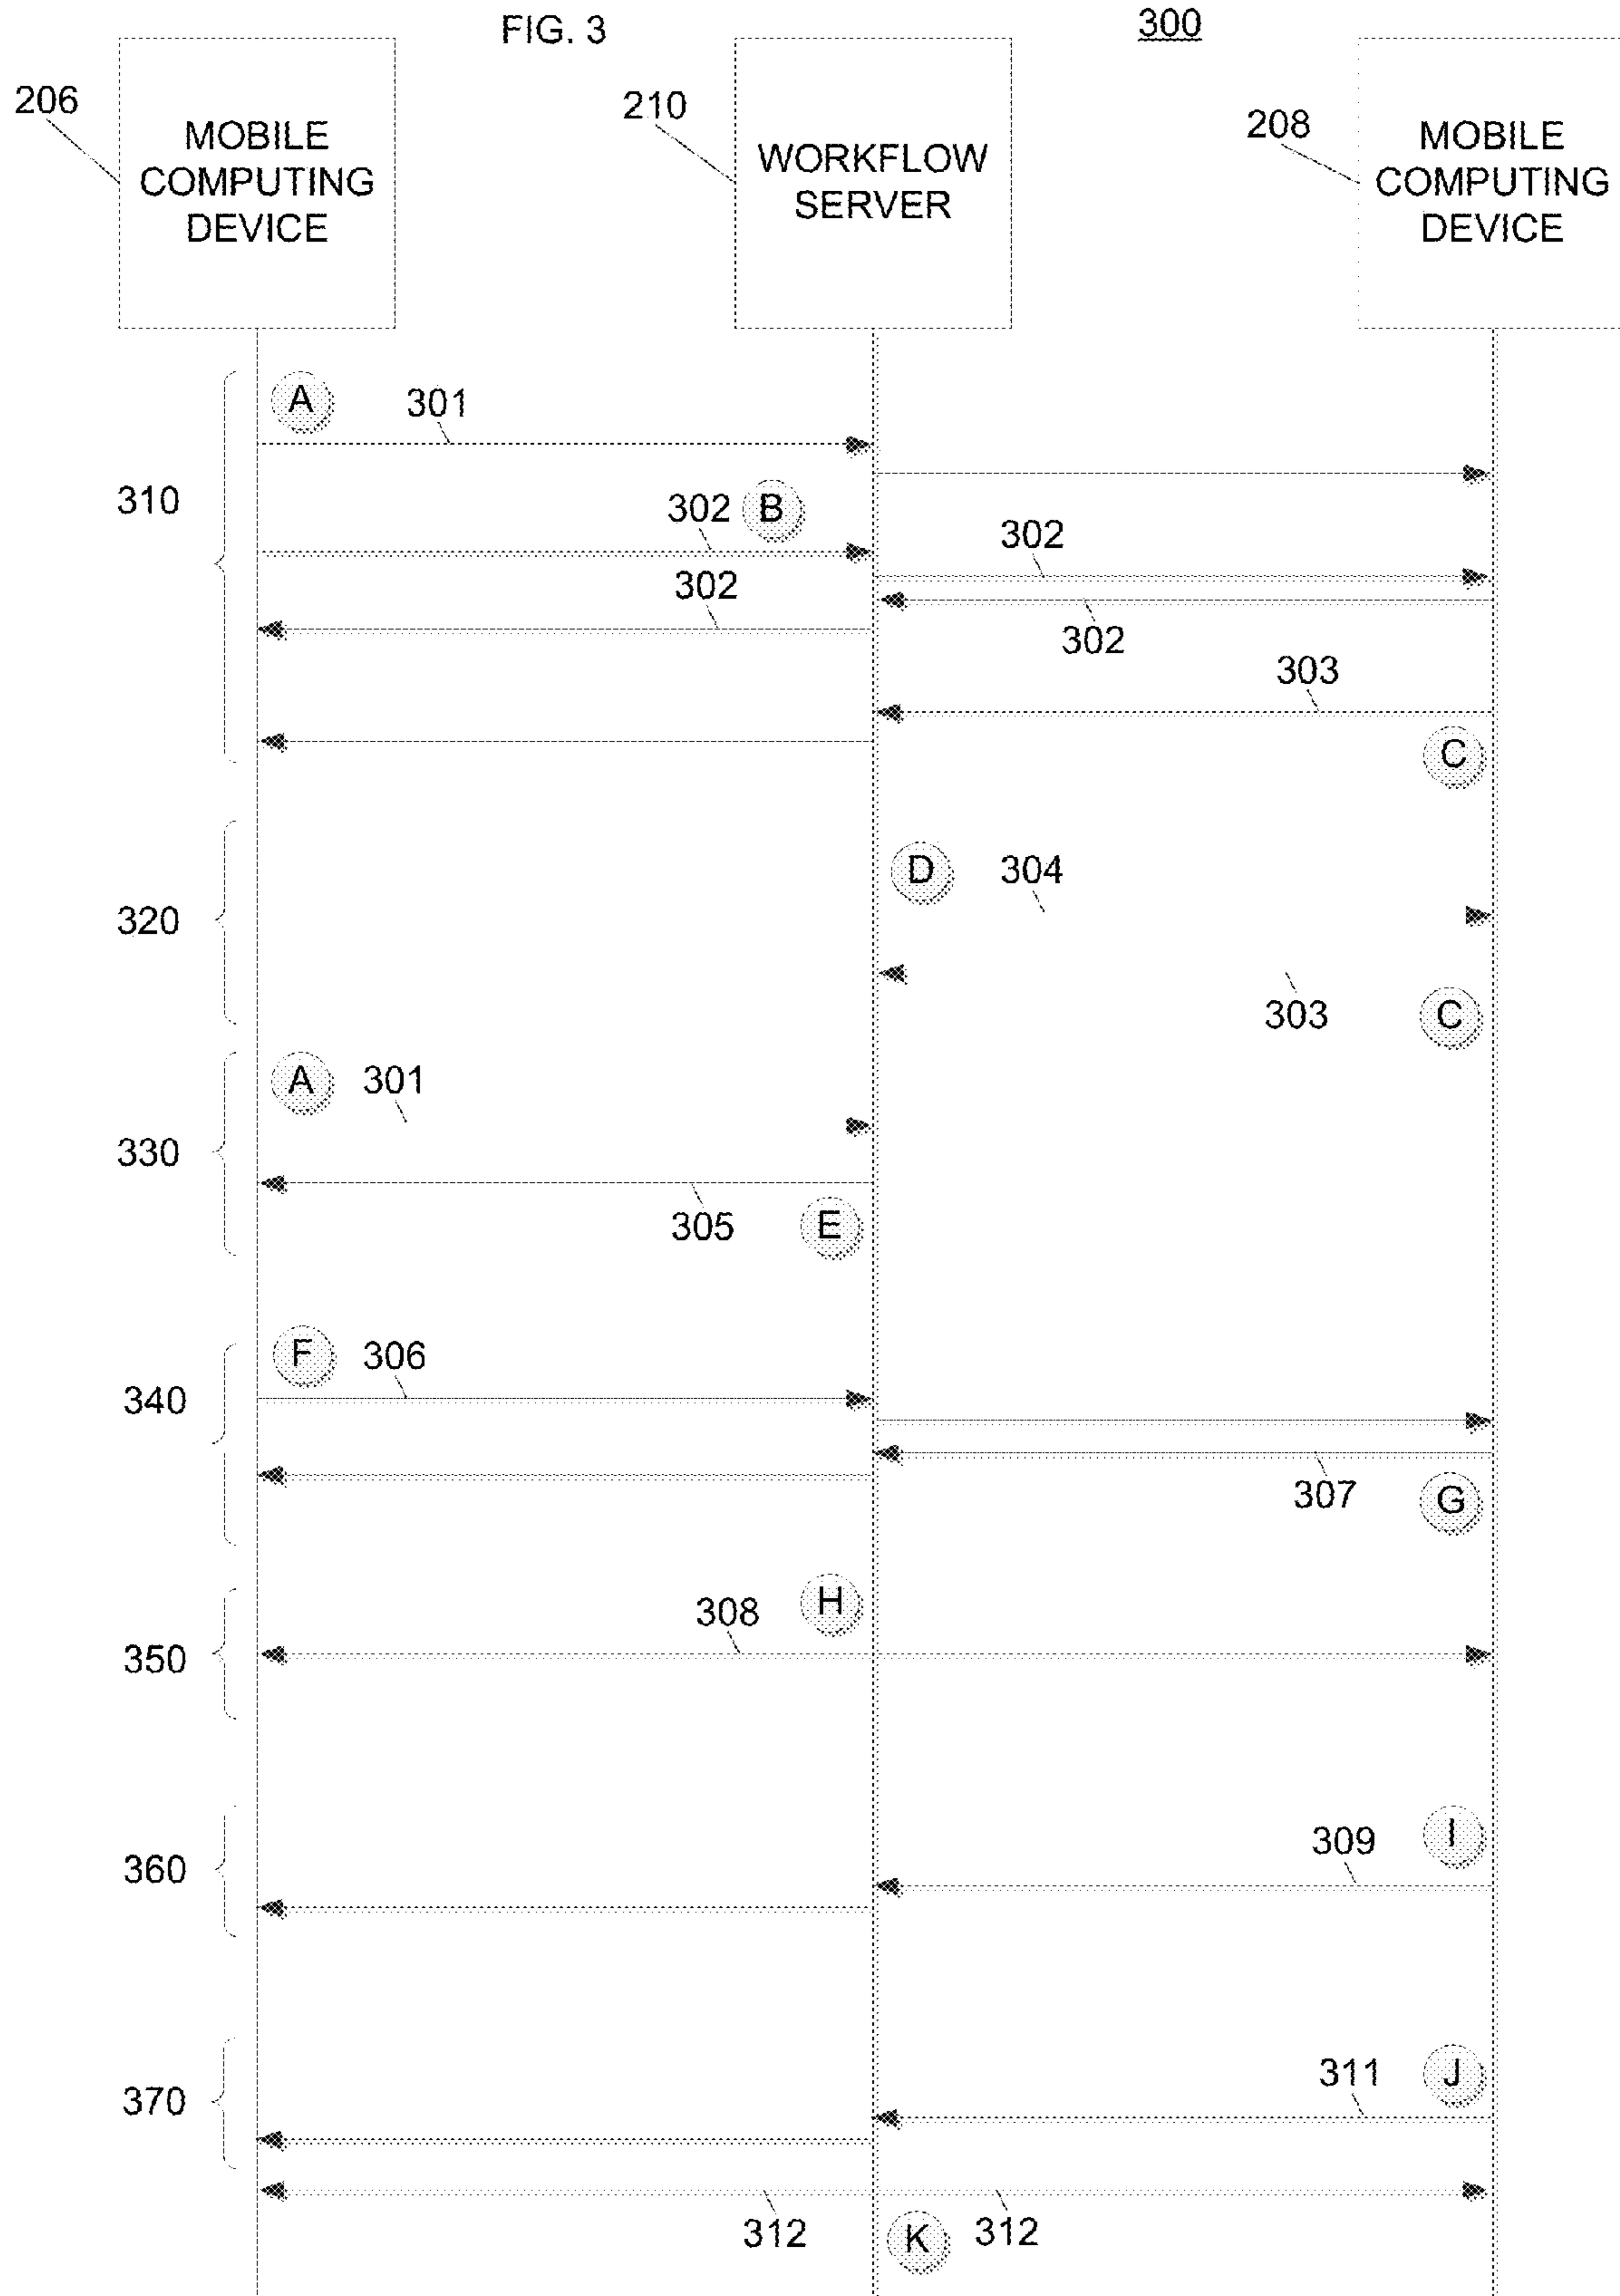 FIG. 3
300
206
MOBILE
COMPUTING
DEVICE
210
WORKFLOW
SERVER
208
MOBILE
COMPUTING
DEVICE
A
301
310
302
B
302
302
302
303
C
D
304
320
303
C
A
301
330
305
E
F
306
340
307
G
H
308
350
I
309
360
J
311
370
312
K
312